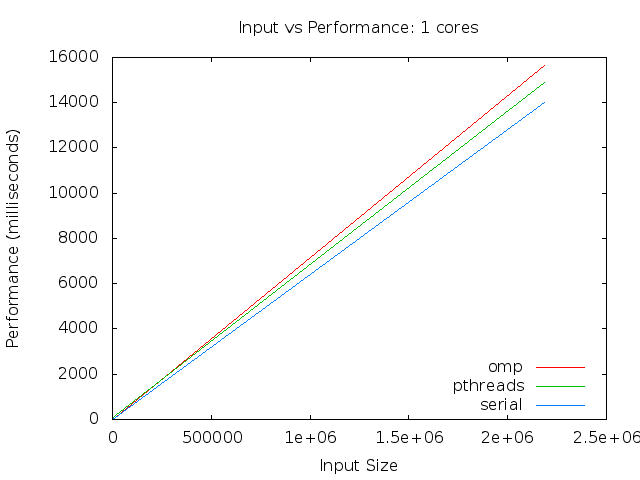 Input vs Performance: 1 cores
16000
14000
12000
10000
8000
6000
4000
2000
0
Performance (milliseconds)
omp
pthreads
serial
0 500000 1e+06 1.5e+06 2e+06 2.5e+06
Input Size